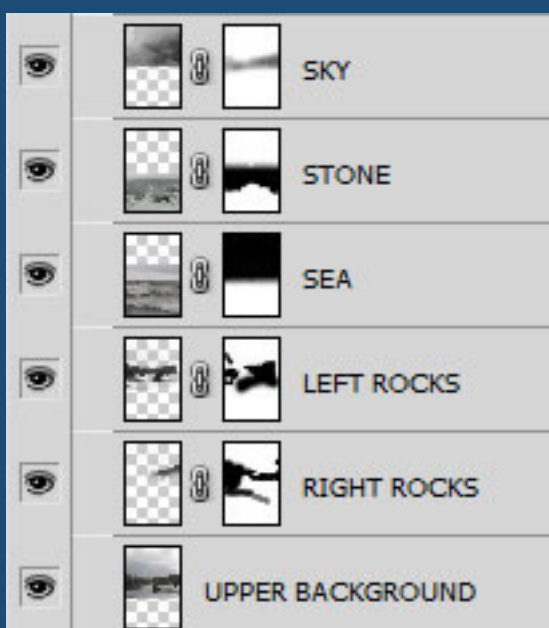 SKY
STONE
SEA
LEFT ROCKS
RIGHT ROCKS
UPPER BACKGROUND